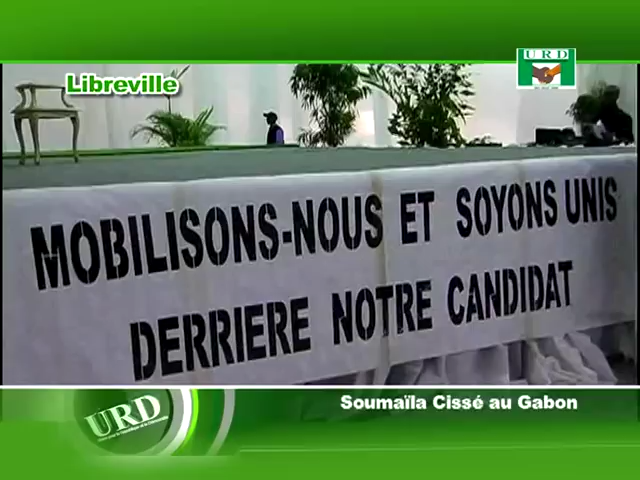 URD
Libreville
MOBILISONS-NOUS ET SOYONS UNIS
DERRIERE NOTRE CANDIDAT
Soumaïla Cissé au Gabon
URD